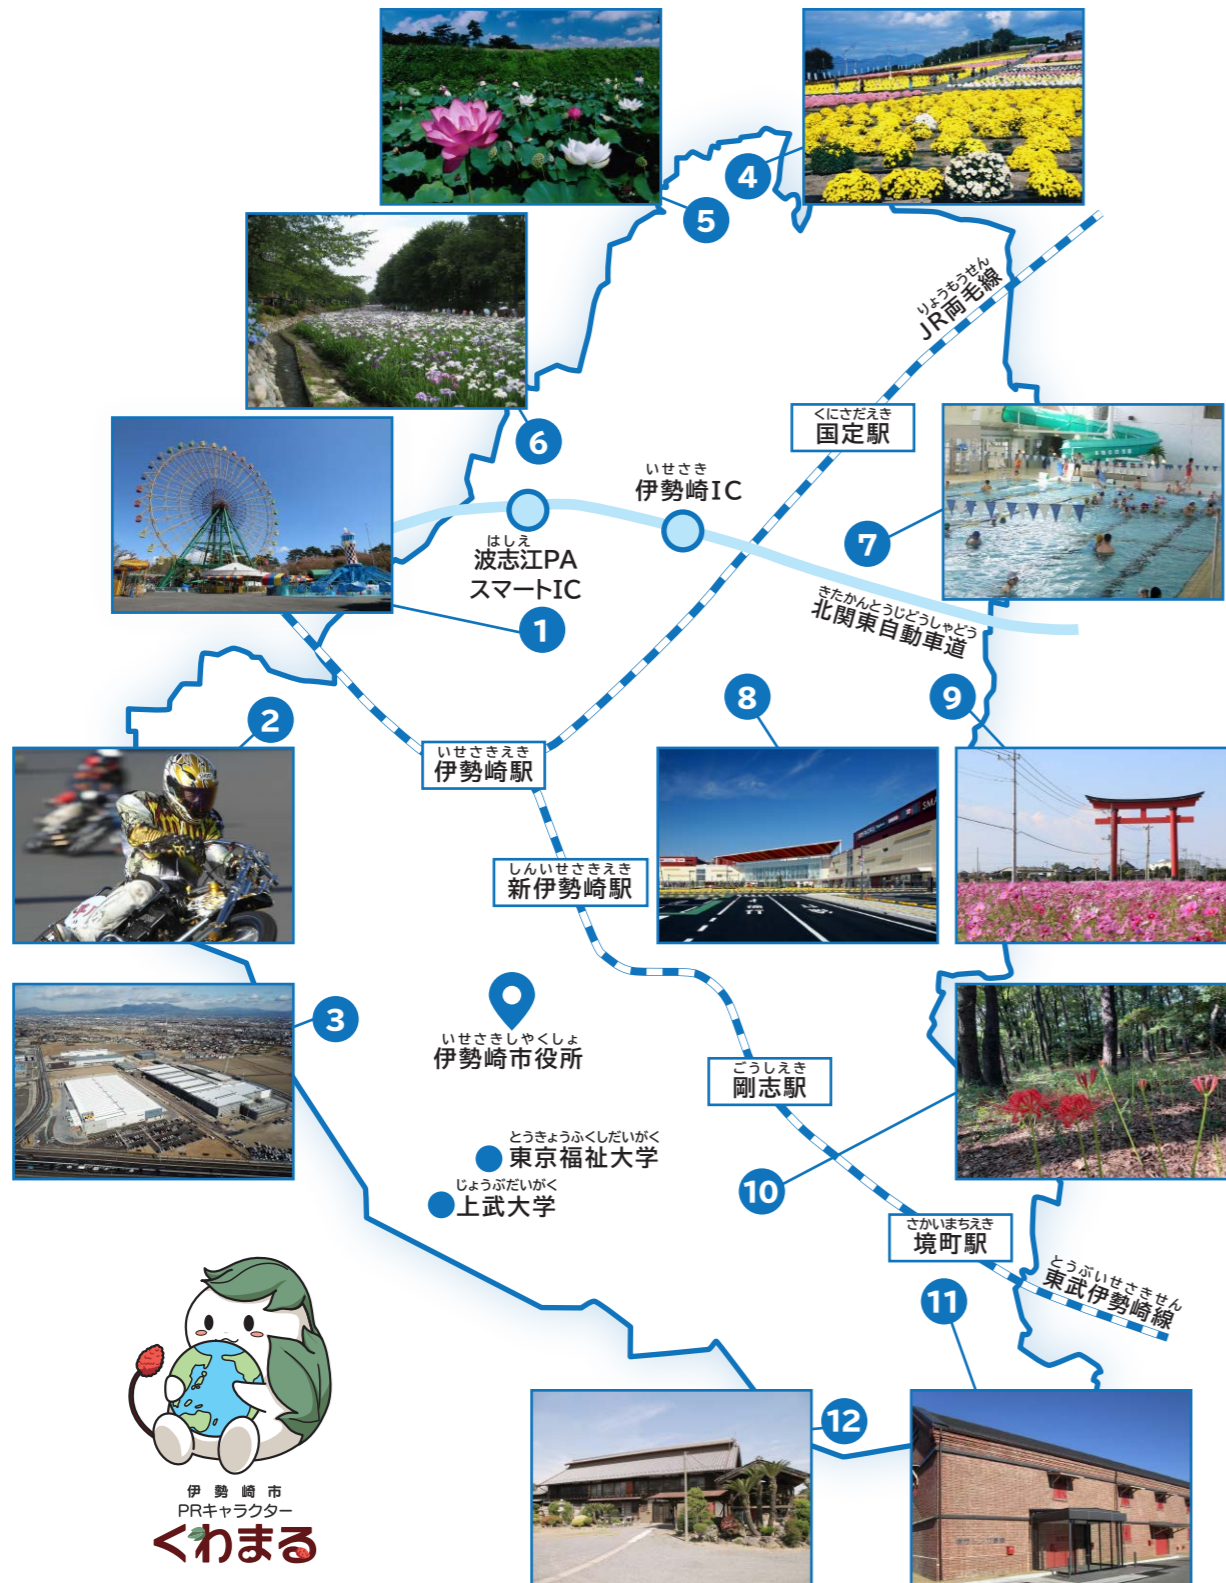 4
5
りょうもうせん
JR両毛線
6
くにさだえき
国定駅
いせさき
伊勢崎IC
はしえ
波志江PA
スマートIC
7
きたかんとうじどうしゃどう
北関東自動車道
1
2
8
9
いせさきえき
伊勢崎駅
しんいせさきえき
新伊勢崎駅
3
いせさきしやくしょ
伊勢崎市役所
ごうしえき
剛志駅
とうきょうふくしだいがく
東京福祉大学
じょうぶだいがく
上武大学
10
さかいまちえき
境町駅
とうぶいせさきせん
東武伊勢崎線
11
12
伊勢崎市
PRキャラクター
くわまる